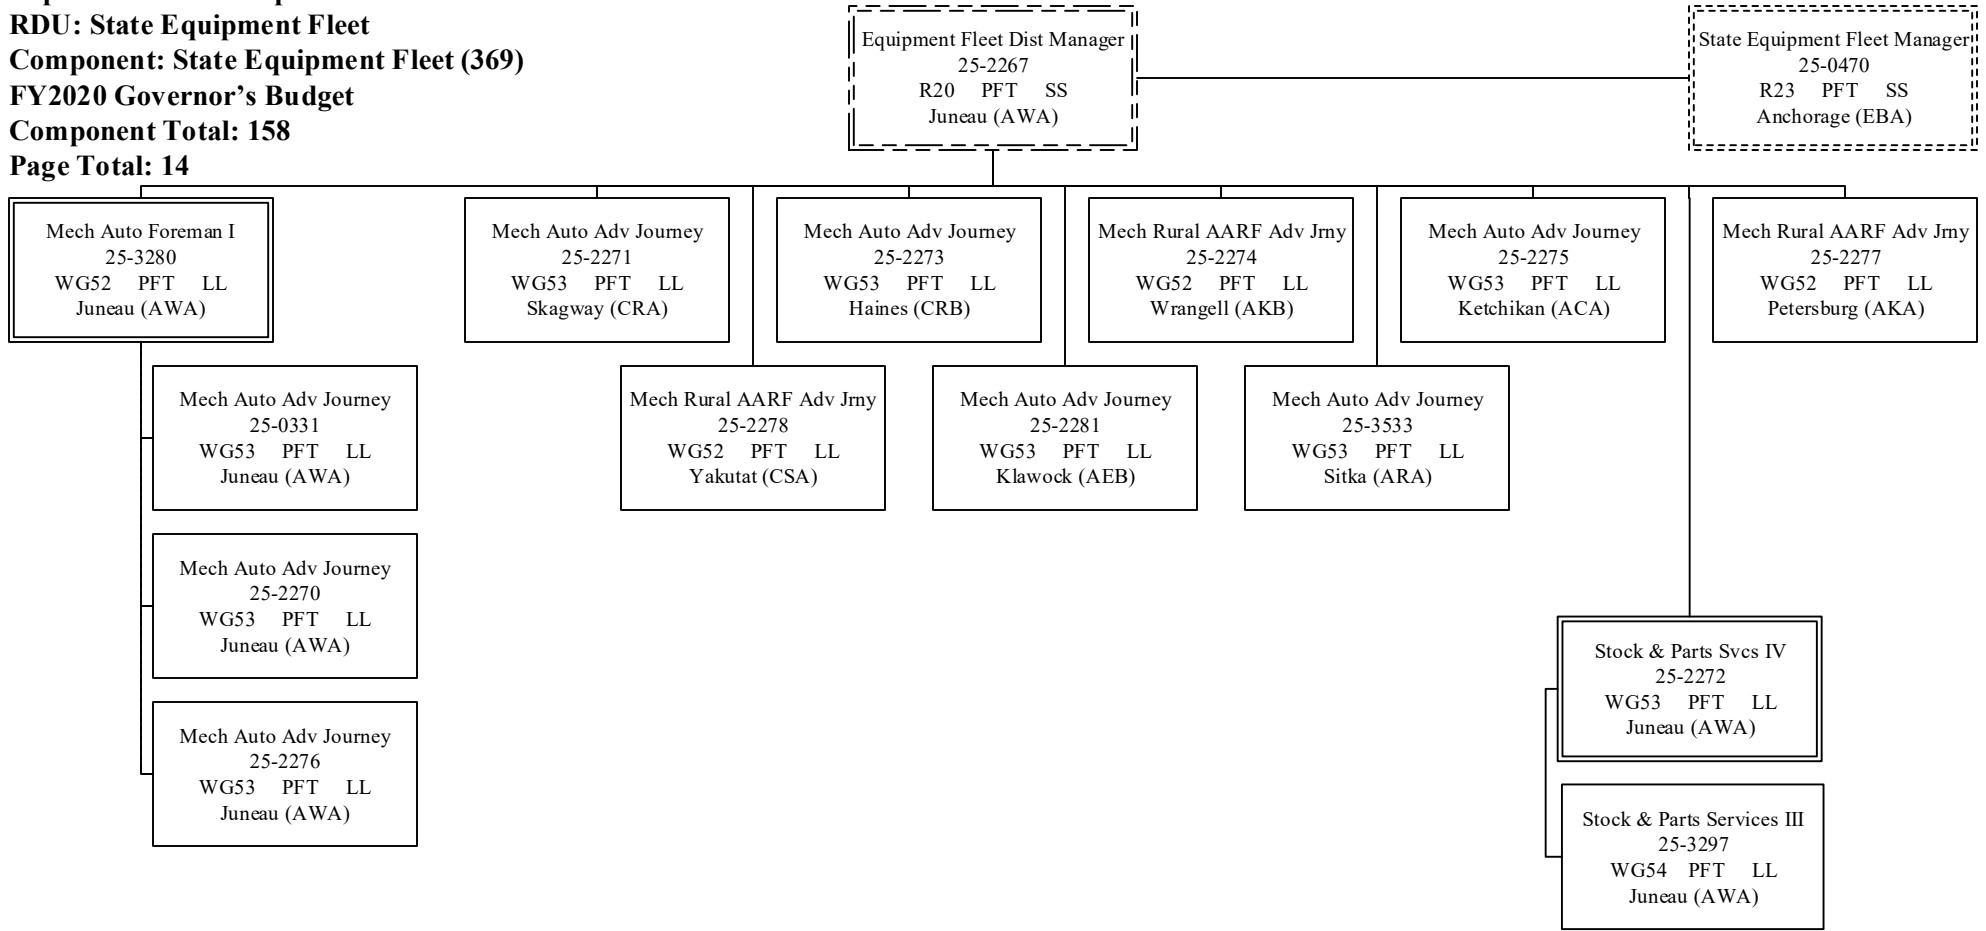 RDU: State Equipment Fleet
Component: State Equipment Fleet (369)
FY2020 Governor's Budget
Component Total: 158
Page Total: 14
Equipment Fleet Dist Manager
25-2267
R20 PFT SS
Juneau (AWA)
State Equipment Fleet Manager
25-0470
R23 PFT SS
Anchorage (EBA)
Mech Auto Foreman I
25-3280
WG52 PFT LL
Juneau (AWA)
Mech Auto Adv Journey
25-2271
WG53 PFT LL
Skagway (CRA)
Mech Auto Adv Journey
25-2273
WG53 PFT LL
Haines (CRB)
Mech Rural AARF Adv Jrny
25-2274
WG52 PFT LL
Wrangell (AKB)
Mech Auto Adv Journey
25-2275
WG53 PFT LL
Ketchikan (ACA)
Mech Rural AARF Adv Jrny
25-2277
WG52 PFT LL
Petersburg (AKA)
Mech Auto Adv Journey
25-0331
WG53 PFT LL
Juneau (AWA)
Mech Rural AARF Adv Jrny
25-2278
WG52 PFT LL
Yakutat (CSA)
Mech Auto Adv Journey
25-2281
WG53 PFT LL
Klawock (AEB)
Mech Auto Adv Journey
25-3533
WG53 PFT LL
Sitka (ARA)
Mech Auto Adv Journey
25-2270
WG53 PFT LL
Juneau (AWA)
Mech Auto Adv Journey
25-2276
WG53 PFT LL
Juneau (AWA)
Stock & Parts Svcs IV
25-2272
WG53 PFT LL
Juneau (AWA)
Stock & Parts Services III
25-3297
WG54 PFT LL
Juneau (AWA)